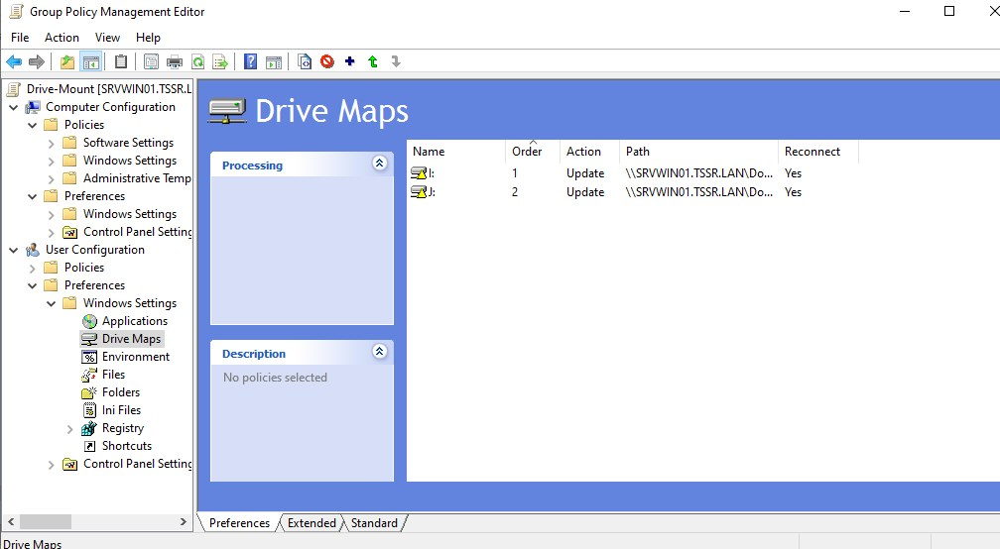 Group Policy Management Editor
File Action View Help
Drive-Mount [SRVWIN01.TSSR.L
Computer Configuration
Policies
Software Settings
Windows Settings
Administrative Temp
Preferences
Windows Settings
Control Panel Setting
User Configuration
Policies
Preferences
Windows Settings
Applications
Drive Maps
Environment
Files
Folders
Ini Files
Registry
Shortcuts
Control Panel Setting
Drive Maps
Processing
Description
No policies selected
Name Order Action Path Reconnect
I: 1 Update \\SRVWIN01.TSSR.LAN\Do... Yes
J: 2 Update \\SRVWIN01.TSSR.LAN\Do... Yes
Preferences Extended Standard
Drive Maps